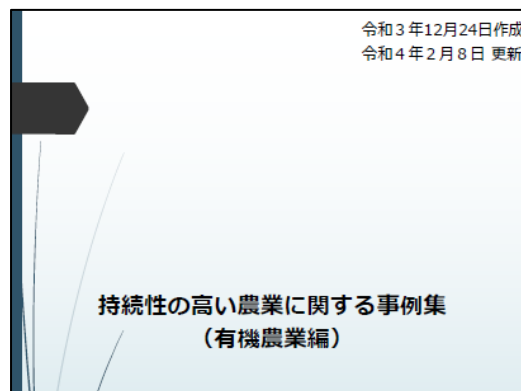 令和３年12月24日作成
令和４年２月８日 更新
持続性の高い農業に関する事例集
（有機農業編）